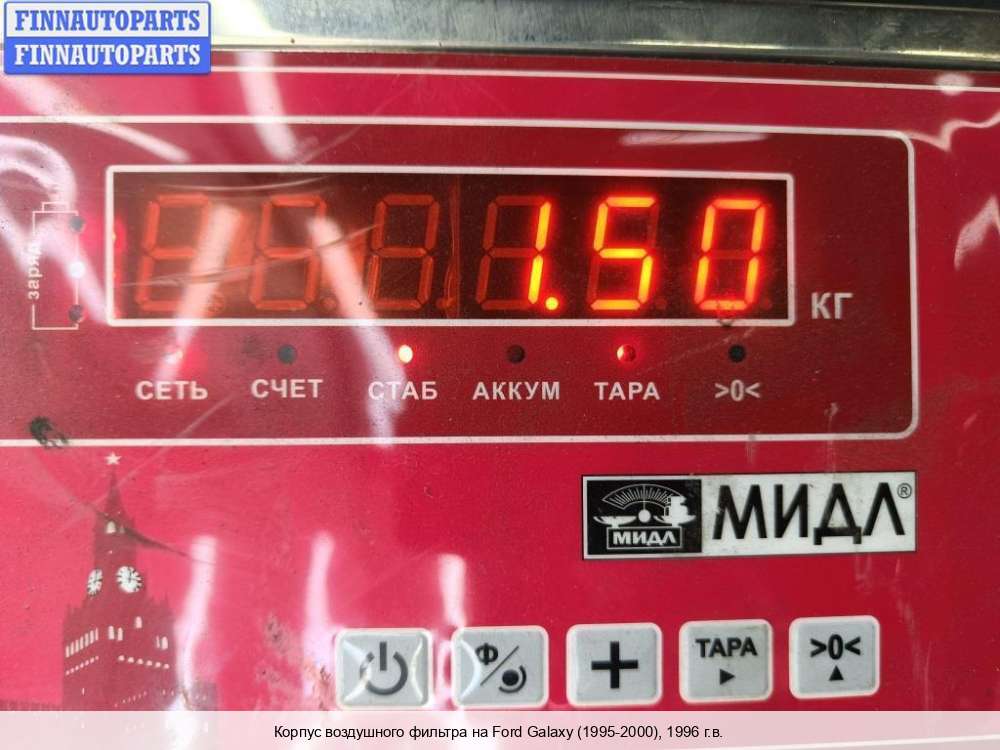 FINNAUTOPARTS
FINNAUTOPARTS
заряд
1.50
КГ
СЕТЬ СЧЕТ СТАБ АККУМ ТАРА >0<
МИДЛ МИДЛ®
Ф ТАРА >0<
Корпус воздушного фильтра на Ford Galaxy (1995-2000), 1996 г.в.